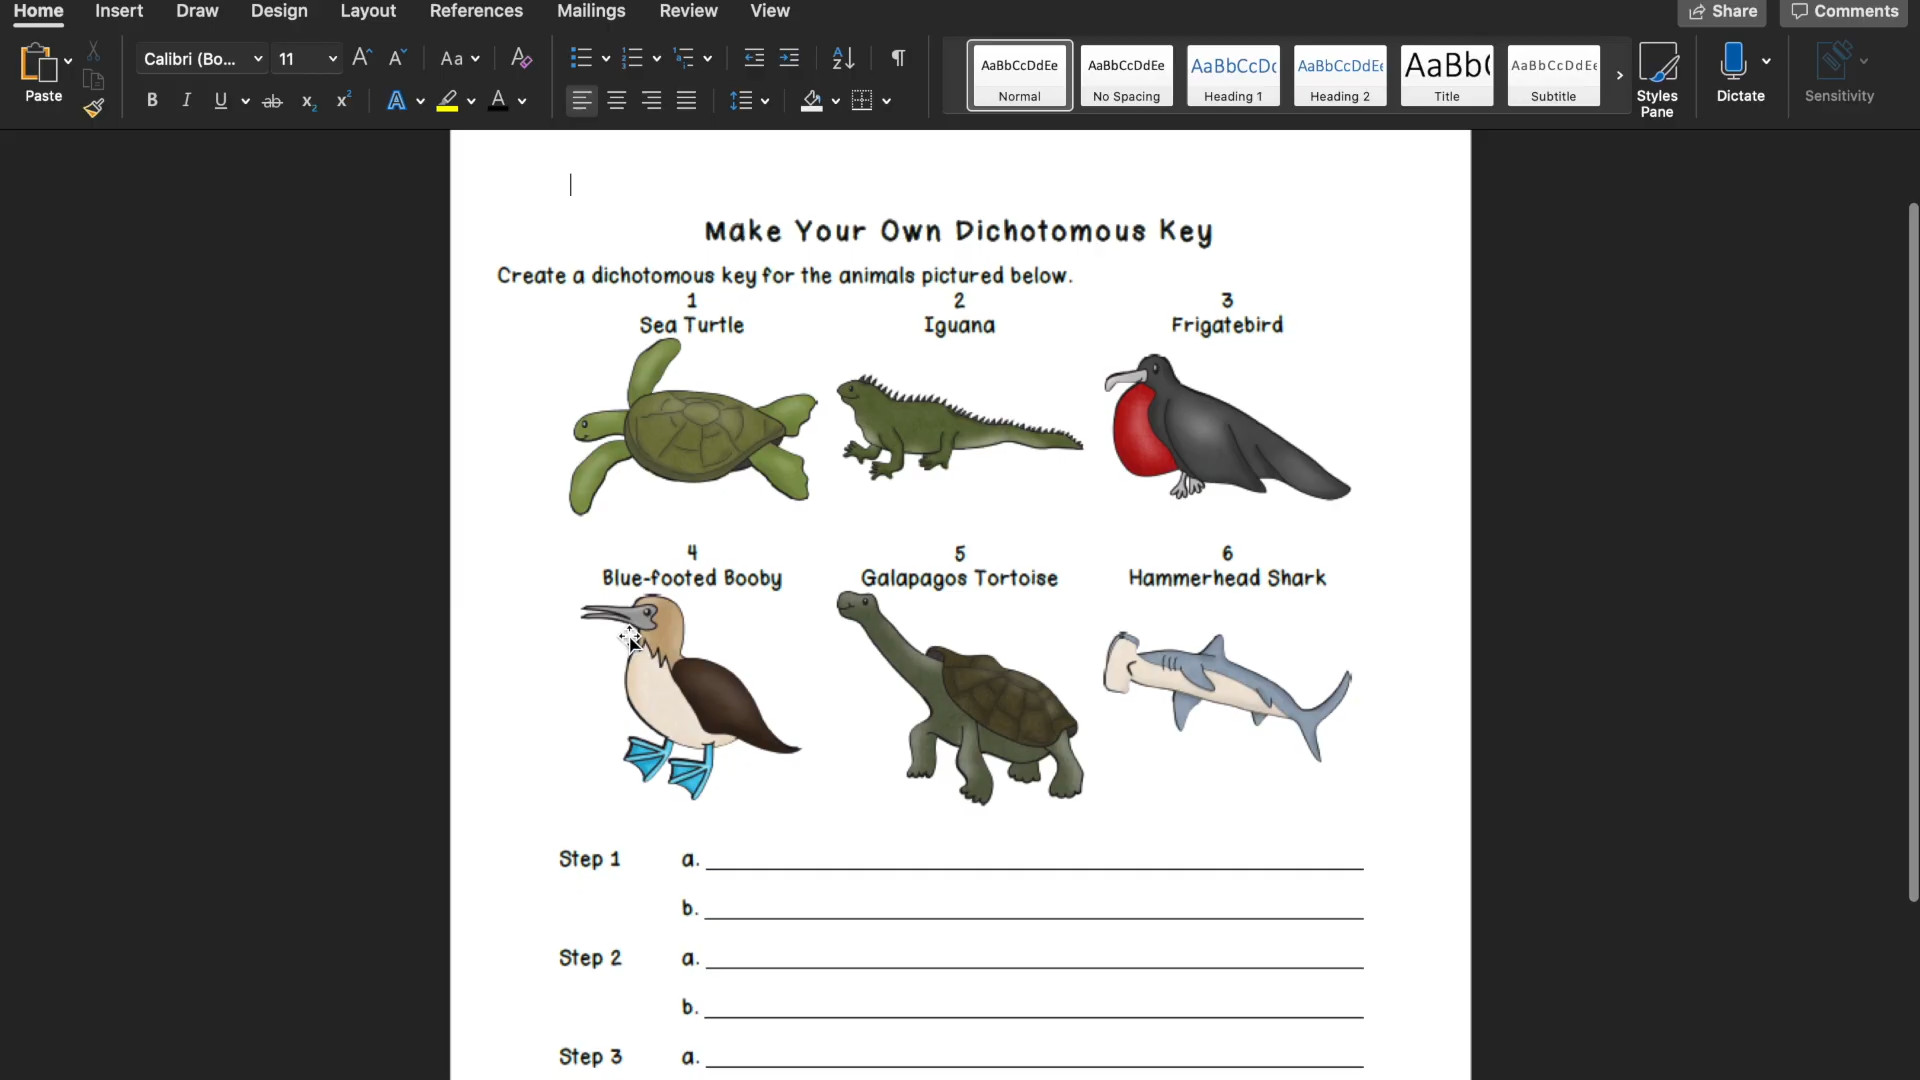 Home Insert Draw Design Layout References Mailings Review View Share Comments
Paste
Calibri (Bo... 11
Aa
B I U ab x₂ x² A A
AaBbCcDdEe AaBbCcDdEe AaBbCcDc AaBbCcDdEe AaBb( AaBbCcDdEe
Normal No Spacing Heading 1 Heading 2 Title Subtitle
Styles Pane
Dictate
Sensitivity
Make Your Own Dichotomous Key
Create a dichotomous key for the animals pictured below.
1 2 3
Sea Turtle Iguana Frigatebird
4 5 6
Blue-footed Booby Galapagos Tortoise Hammerhead Shark
Step 1 a.
b.
Step 2 a.
b.
Step 3 a.